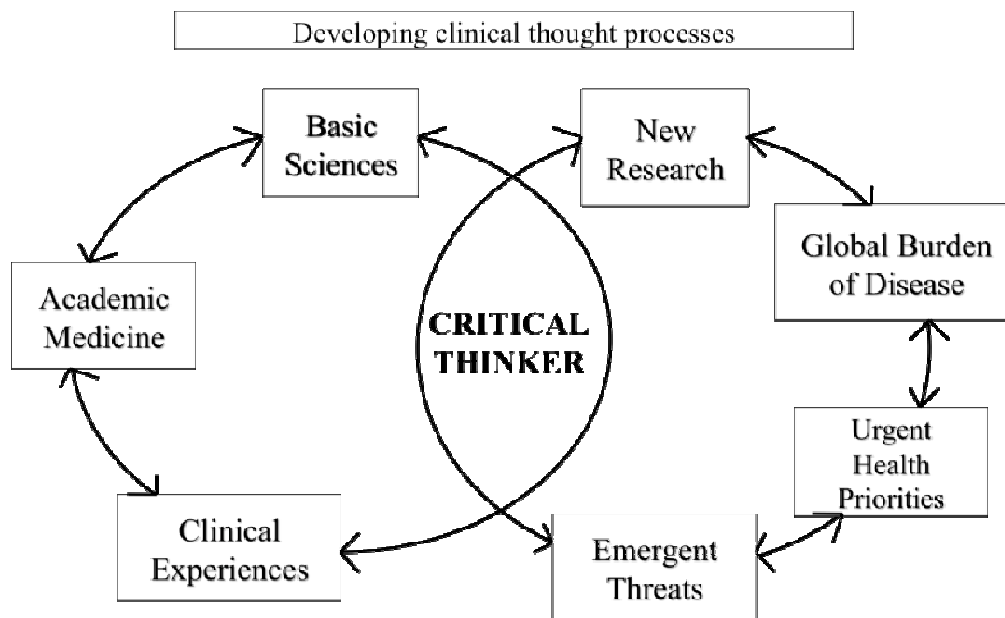 Developing clinical thought processes
Basic
Sciences
New
Research
Global Burden
of Disease
Academic
Medicine
CRITICAL
THINKER
Urgent
Health
Priorities
Clinical
Experiences
Emergent
Threats